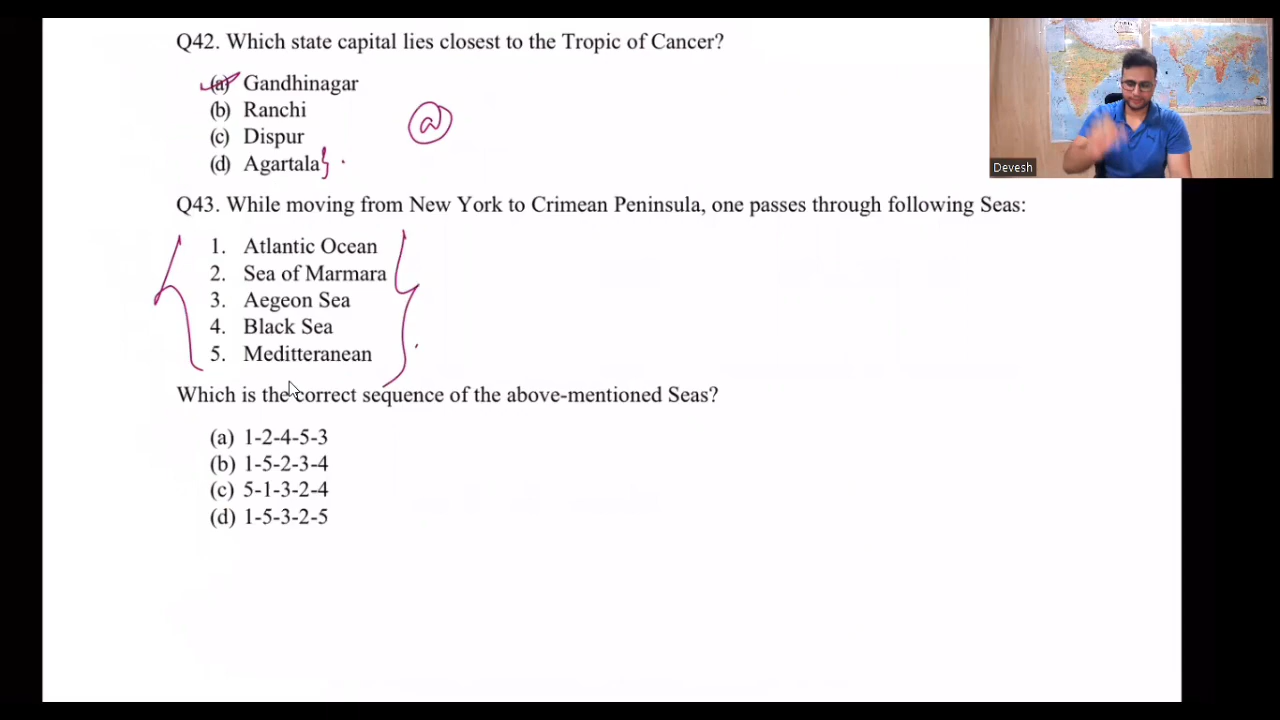 Q42. Which state capital lies closest to the Tropic of Cancer?
(a) Gandhinagar
(b) Ranchi
(c) Dispur
(d) Agartala
(a)
Devesh
Q43. While moving from New York to Crimean Peninsula, one passes through following Seas:
1. Atlantic Ocean
2. Sea of Marmara
3. Aegeon Sea
4. Black Sea
5. Meditteranean
Which is the correct sequence of the above-mentioned Seas?
(a) 1-2-4-5-3
(b) 1-5-2-3-4
(c) 5-1-3-2-4
(d) 1-5-3-2-5